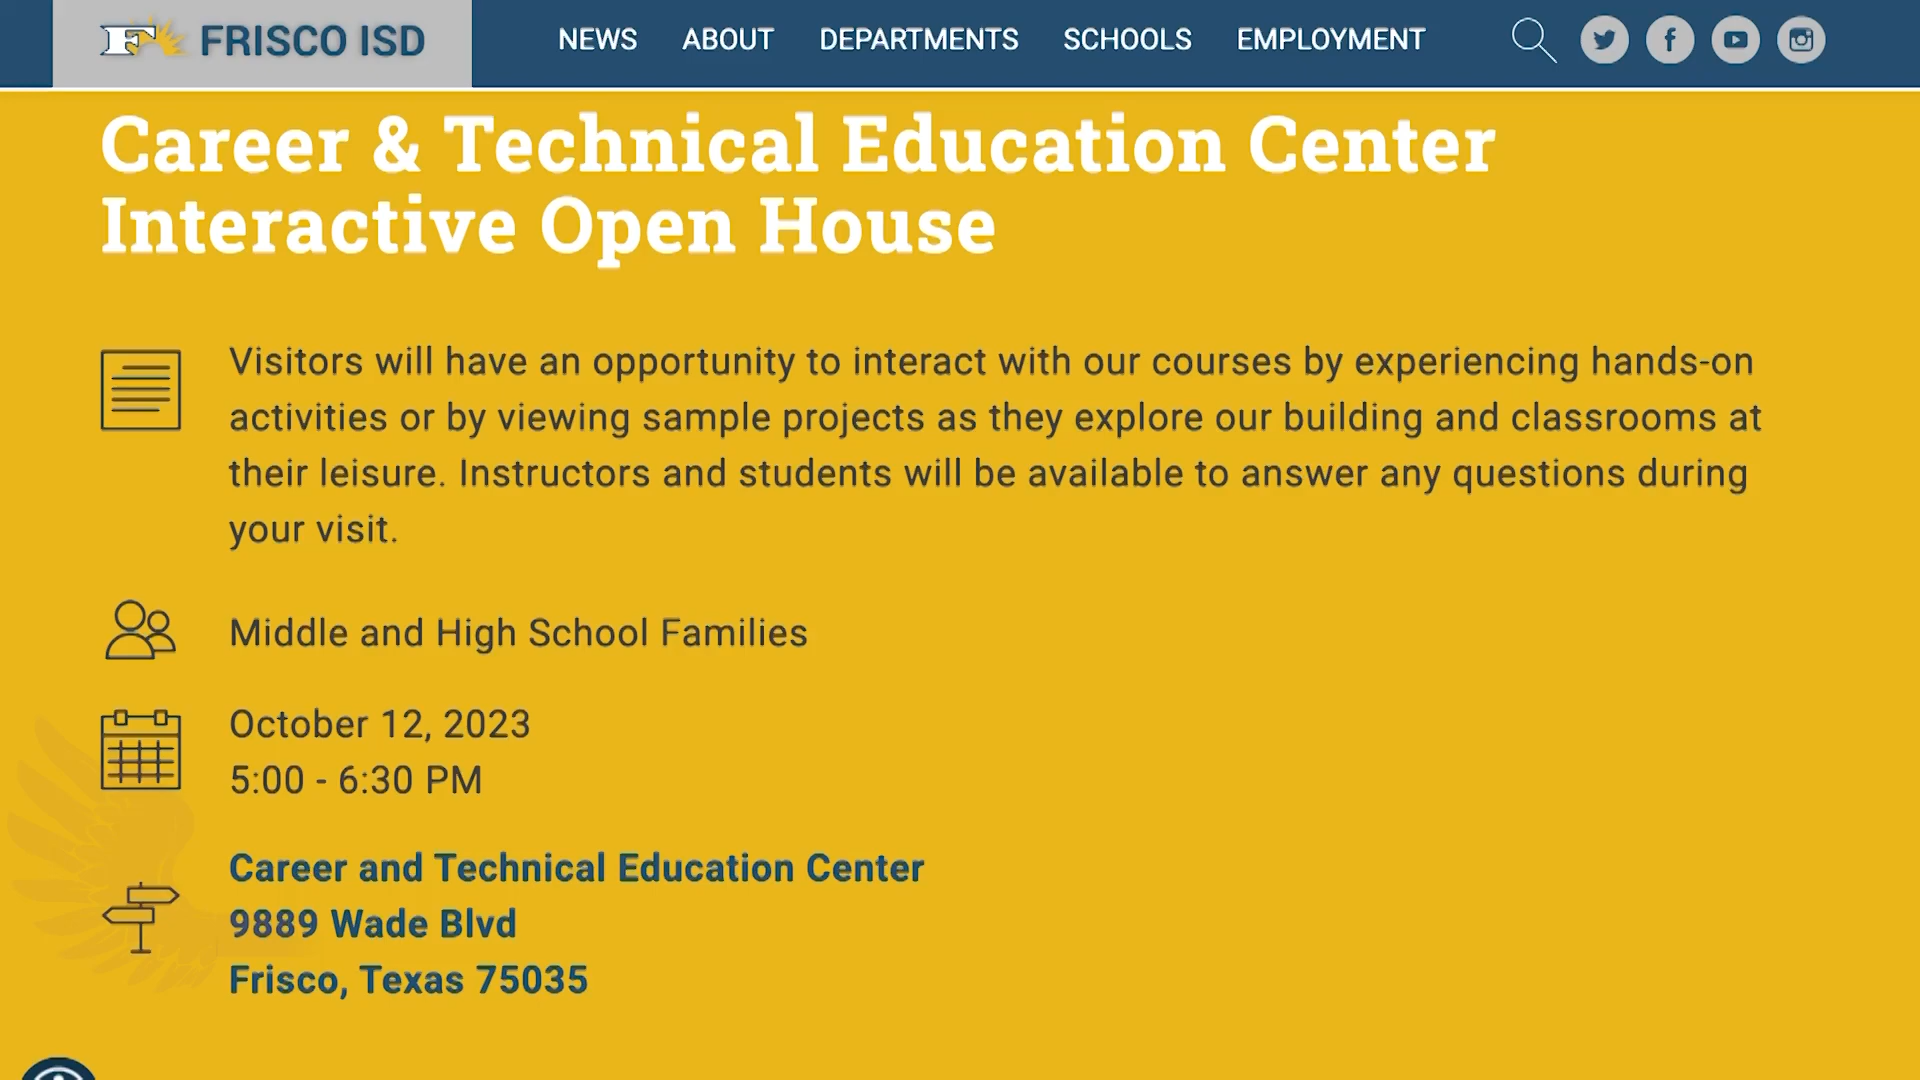 FRISCO ISD
NEWS ABOUT DEPARTMENTS SCHOOLS EMPLOYMENT
Career & Technical Education Center
Interactive Open House
Visitors will have an opportunity to interact with our courses by experiencing hands-on
activities or by viewing sample projects as they explore our building and classrooms at
their leisure. Instructors and students will be available to answer any questions during
your visit.
Middle and High School Families
October 12, 2023
5:00 - 6:30 PM
Career and Technical Education Center
9889 Wade Blvd
Frisco, Texas 75035